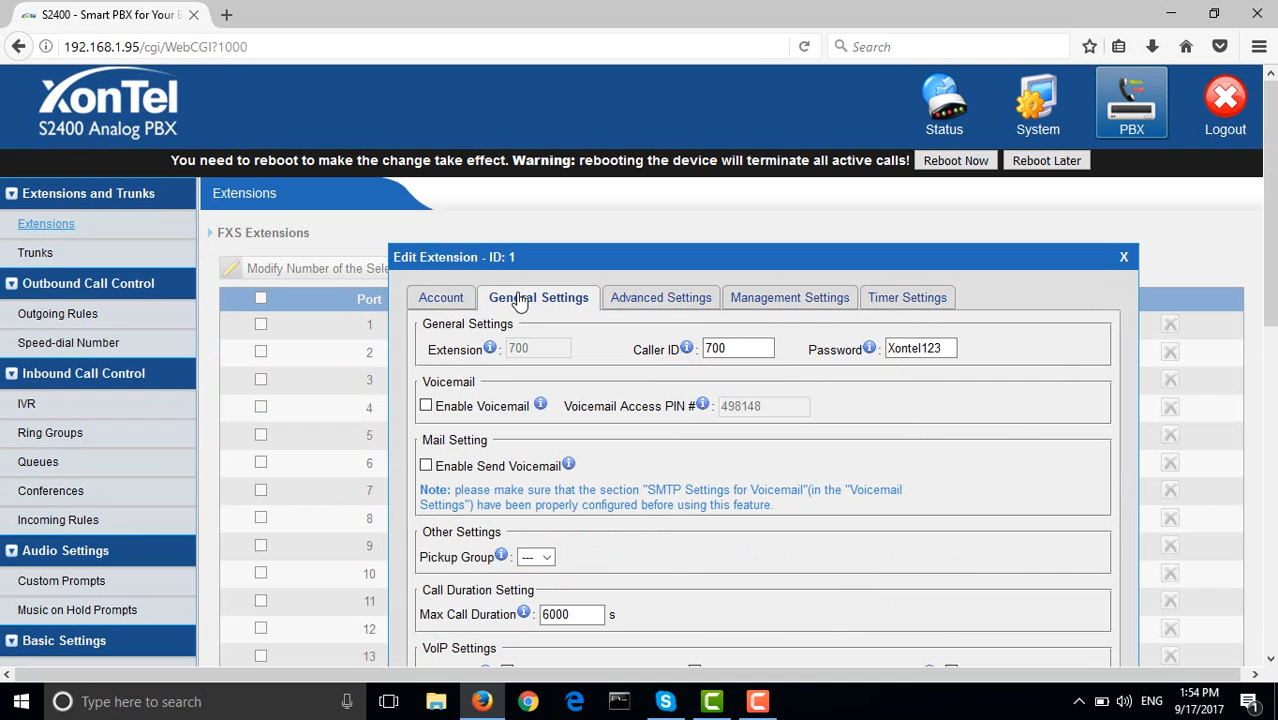 S2400 - Smart PBX for Your B
192.168.1.95/cgi/WebCGI?1000
Search
XonTel
S2400 Analog PBX
Status
System
PBX
Logout
You need to reboot to make the change take effect. Warning: rebooting the device will terminate all active calls!
Reboot Now
Reboot Later
Extensions and Trunks
Extensions
Trunks
Outbound Call Control
Outgoing Rules
Speed-dial Number
Inbound Call Control
IVR
Ring Groups
Queues
Conferences
Incoming Rules
Audio Settings
Custom Prompts
Music on Hold Prompts
Basic Settings
Extensions
FXS Extensions
Modify Number of the Sele
Port
1
2
3
4
5
6
7
8
9
10
11
12
13
Edit Extension - ID: 1
X
Account
General Settings
Advanced Settings
Management Settings
Timer Settings
General Settings
Extension : 700
Caller ID : 700
Password : Xontel123
Voicemail
Enable Voicemail
Voicemail Access PIN # : 498148
Mail Setting
Enable Send Voicemail
Note: please make sure that the section "SMTP Settings for Voicemail"(in the "Voicemail
Settings") have been properly configured before using this feature.
Other Settings
Pickup Group : ---
Call Duration Setting
Max Call Duration : 6000 s
VoIP Settings
Type here to search
ENG
1:54 PM
9/17/2017